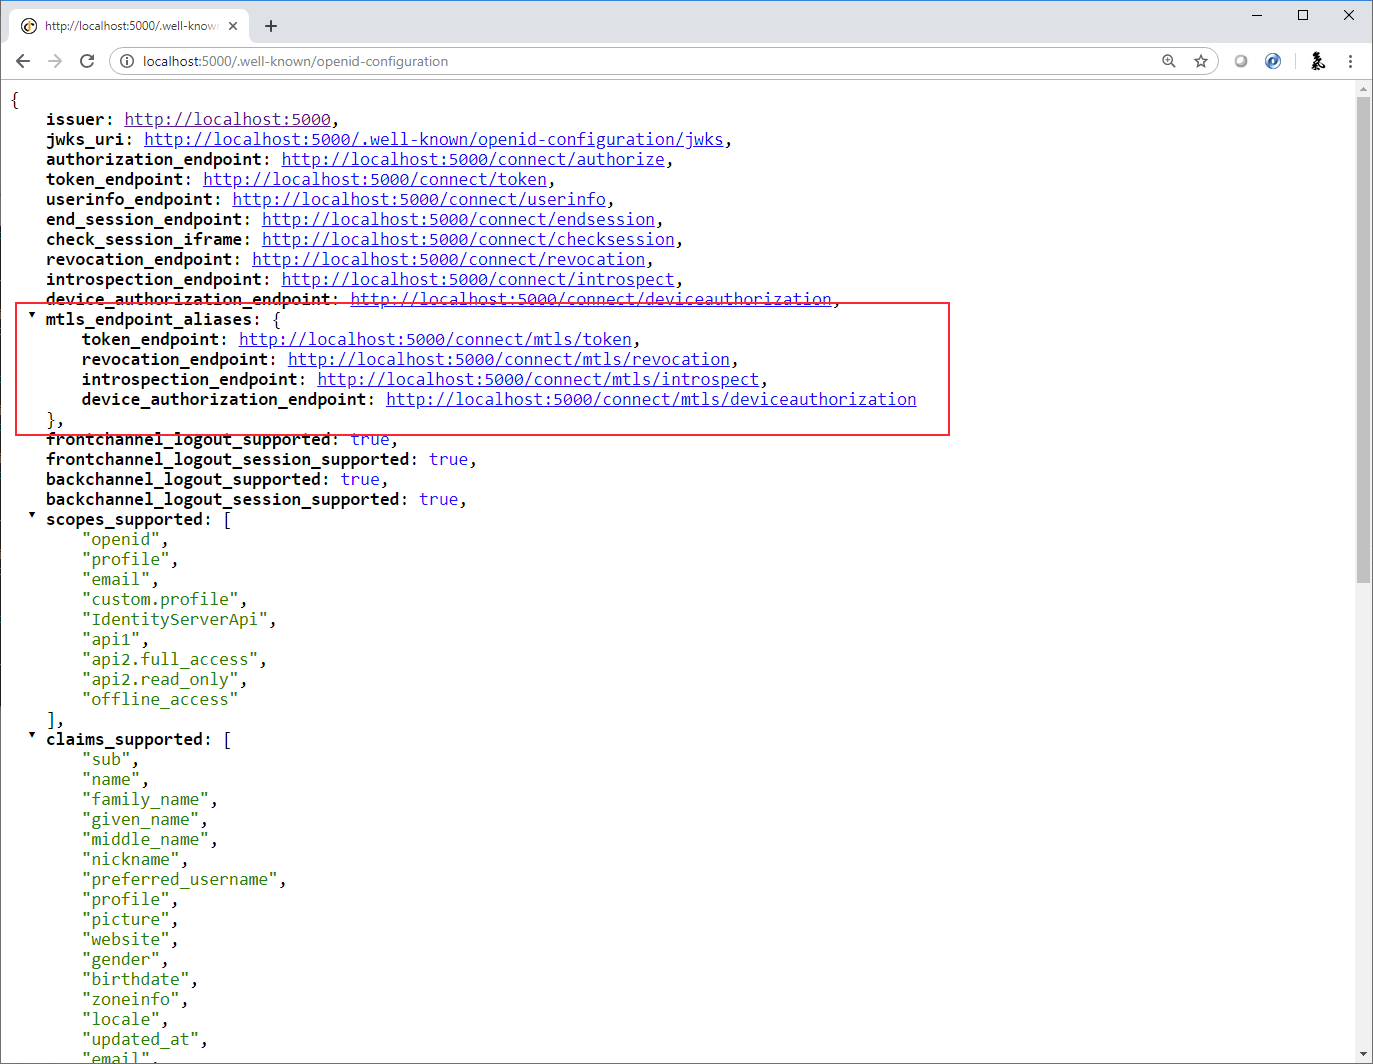 http://localhost:5000/.well-know
localhost:5000/.well-known/openid-configuration
{
issuer: http://localhost:5000,
jwks_uri: http://localhost:5000/.well-known/openid-configuration/jwks,
authorization_endpoint: http://localhost:5000/connect/authorize,
token_endpoint: http://localhost:5000/connect/token,
userinfo_endpoint: http://localhost:5000/connect/userinfo,
end_session_endpoint: http://localhost:5000/connect/endsession,
check_session_iframe: http://localhost:5000/connect/checksession,
revocation_endpoint: http://localhost:5000/connect/revocation,
introspection_endpoint: http://localhost:5000/connect/introspect,
device_authorization_endpoint: http://localhost:5000/connect/deviceauthorization,
mtls_endpoint_aliases: {
token_endpoint: http://localhost:5000/connect/mtls/token,
revocation_endpoint: http://localhost:5000/connect/mtls/revocation,
introspection_endpoint: http://localhost:5000/connect/mtls/introspect,
device_authorization_endpoint: http://localhost:5000/connect/mtls/deviceauthorization
},
frontchannel_logout_supported: true,
frontchannel_logout_session_supported: true,
backchannel_logout_supported: true,
backchannel_logout_session_supported: true,
scopes_supported: [
"openid",
"profile",
"email",
"custom.profile",
"IdentityServerApi",
"api1",
"api2.full_access",
"api2.read_only",
"offline_access"
],
claims_supported: [
"sub",
"name",
"family_name",
"given_name",
"middle_name",
"nickname",
"preferred_username",
"profile",
"picture",
"website",
"gender",
"birthdate",
"zoneinfo",
"locale",
"updated_at",
"email",